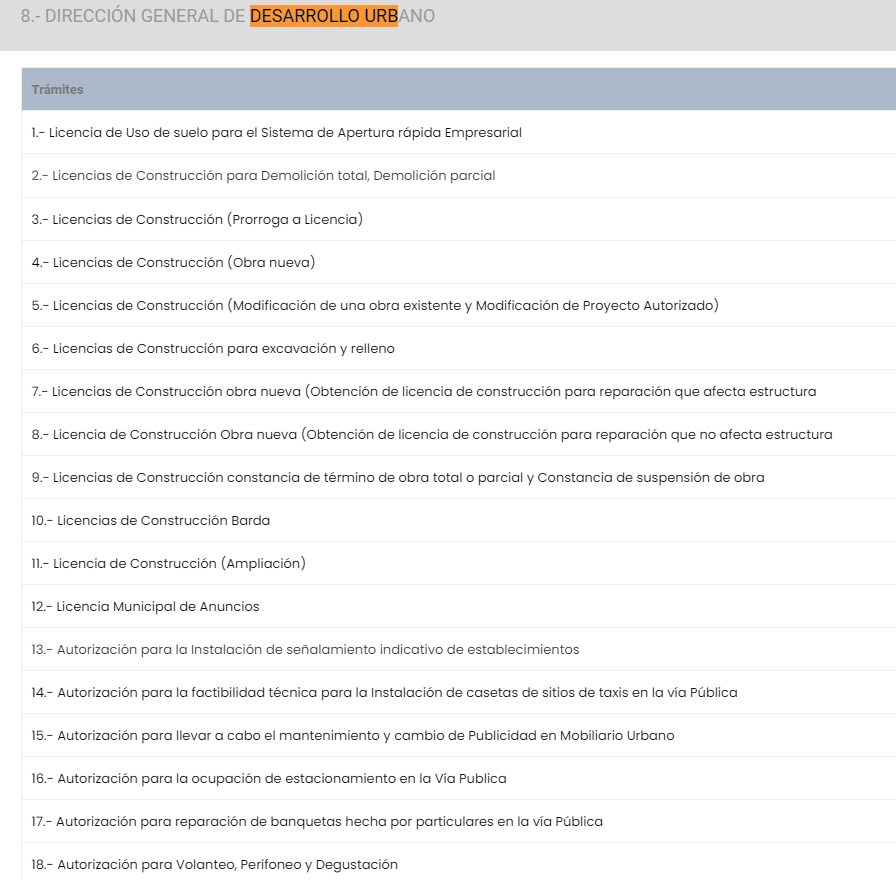 8.- DIRECCIÓN GENERAL DE DESARROLLO URBANO
Trámites
1.- Licencia de Uso de suelo para el Sistema de Apertura rápida Empresarial
2.- Licencias de Construcción para Demolición total, Demolición parcial
3.- Licencias de Construcción (Prorroga a Licencia)
4.- Licencias de Construcción (Obra nueva)
5.- Licencias de Construcción (Modificación de una obra existente y Modificación de Proyecto Autorizado)
6.- Licencias de Construcción para excavación y relleno
7.- Licencias de Construcción obra nueva (Obtención de licencia de construcción para reparación que afecta estructura
8.- Licencia de Construcción Obra nueva (Obtención de licencia de construcción para reparación que no afecta estructura
9.- Licencias de Construcción constancia de término de obra total o parcial y Constancia de suspensión de obra
10.- Licencias de Construcción Barda
11.- Licencia de Construcción (Ampliación)
12.- Licencia Municipal de Anuncios
13.- Autorización para la Instalación de señalamiento indicativo de establecimientos
14.- Autorización para la factibilidad técnica para la Instalación de casetas de sitios de taxis en la vía Pública
15.- Autorización para llevar a cabo el mantenimiento y cambio de Publicidad en Mobiliario Urbano
16.- Autorización para la ocupación de estacionamiento en la Vía Publica
17.- Autorización para reparación de banquetas hecha por particulares en la vía Pública
18.- Autorización para Volanteo, Perifoneo y Degustación